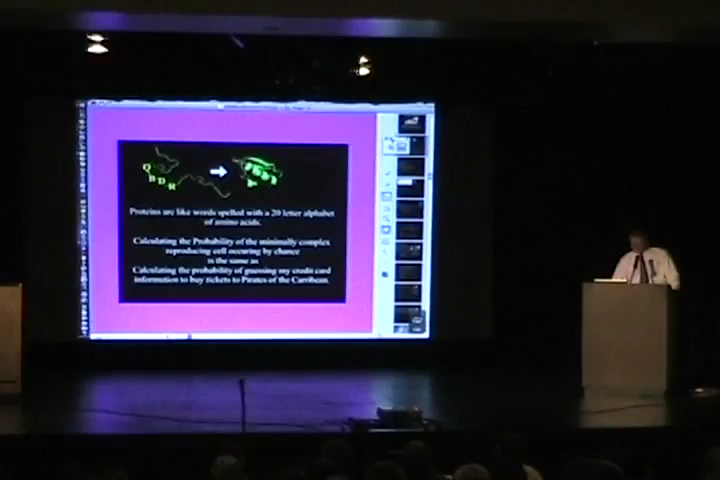 Q
R
D
R
Proteins are like words spelled with a 20 letter alphabet
of amino acids.
Calculating the Probability of the minimally complex
reproducing cell occuring by chance
is the same as
Calculating the probability of guessing my credit card
information to buy tickets to Pirates of the Carribean.